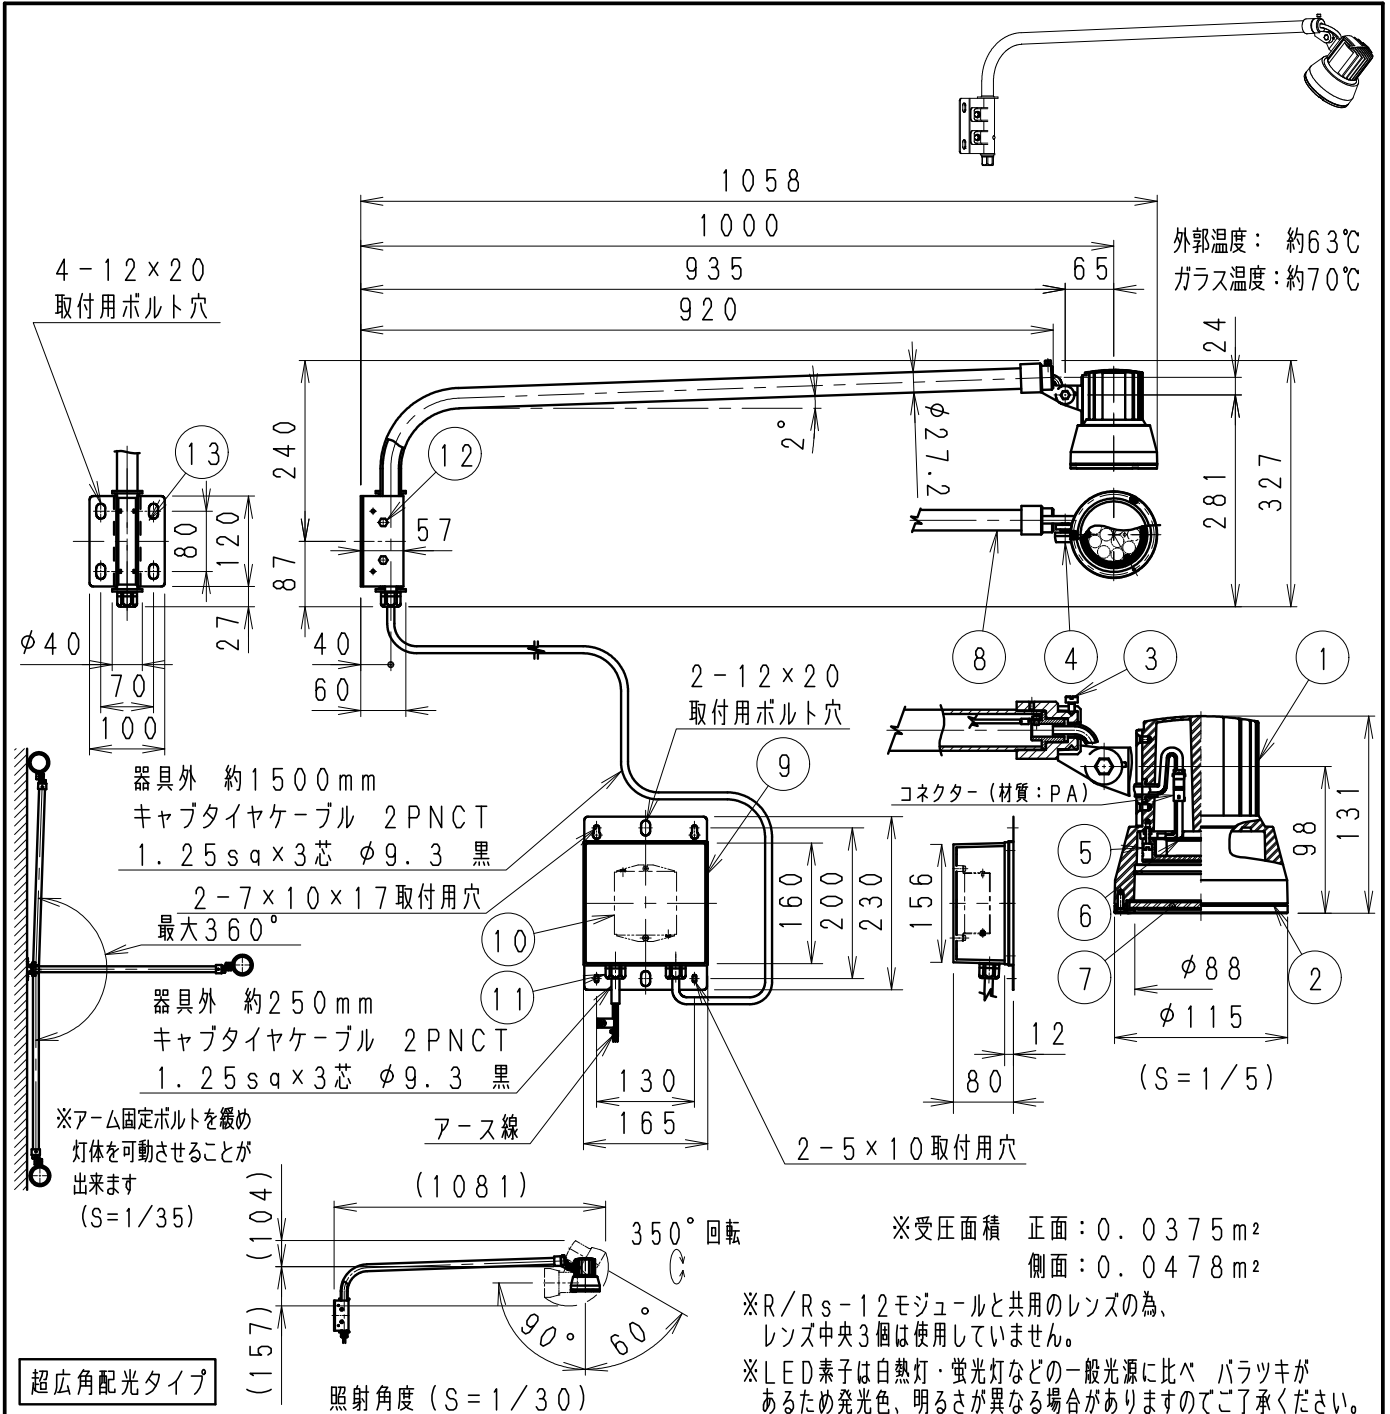 1058
1000
935
65
920
外郭温度： 約63℃
ガラス温度：約70℃
4-12×20
取付用ボルト穴
24
240
2°
φ27.2
281
327
13
12
57
80
120
87
27
φ40
70
100
40
60
8
4
3
1
2-12×20
取付用ボルト穴
9
器具外 約1500mm
キャブタイヤケーブル 2PNCT
1.25sq×3芯 φ9.3 黒
2-7×10×17取付用穴
コネクター(材質：PA)
131
98
5
6
7
2
φ88
φ115
(S=1/5)
最大360°
10
11
160
200
230
156
12
80
器具外 約250mm
キャブタイヤケーブル 2PNCT
1.25sq×3芯 φ9.3 黒
130
165
アース線
2-5×10取付用穴
※アーム固定ボルトを緩め
灯体を可動させることが
出来ます
(S=1/35)
(1081)
(104)
(157)
350°回転
90°
60°
照射角度(S=1/30)
超広角配光タイプ
※受圧面積 正面：0.0375m²
側面：0.0478m²
※R/Rs-12モジュールと共用のレンズの為、
レンズ中央3個は使用していません。
※LED素子は白熱灯・蛍光灯などの一般光源に比べ バラツキが
あるため発光色、明るさが異なる場合がありますのでご了承ください。